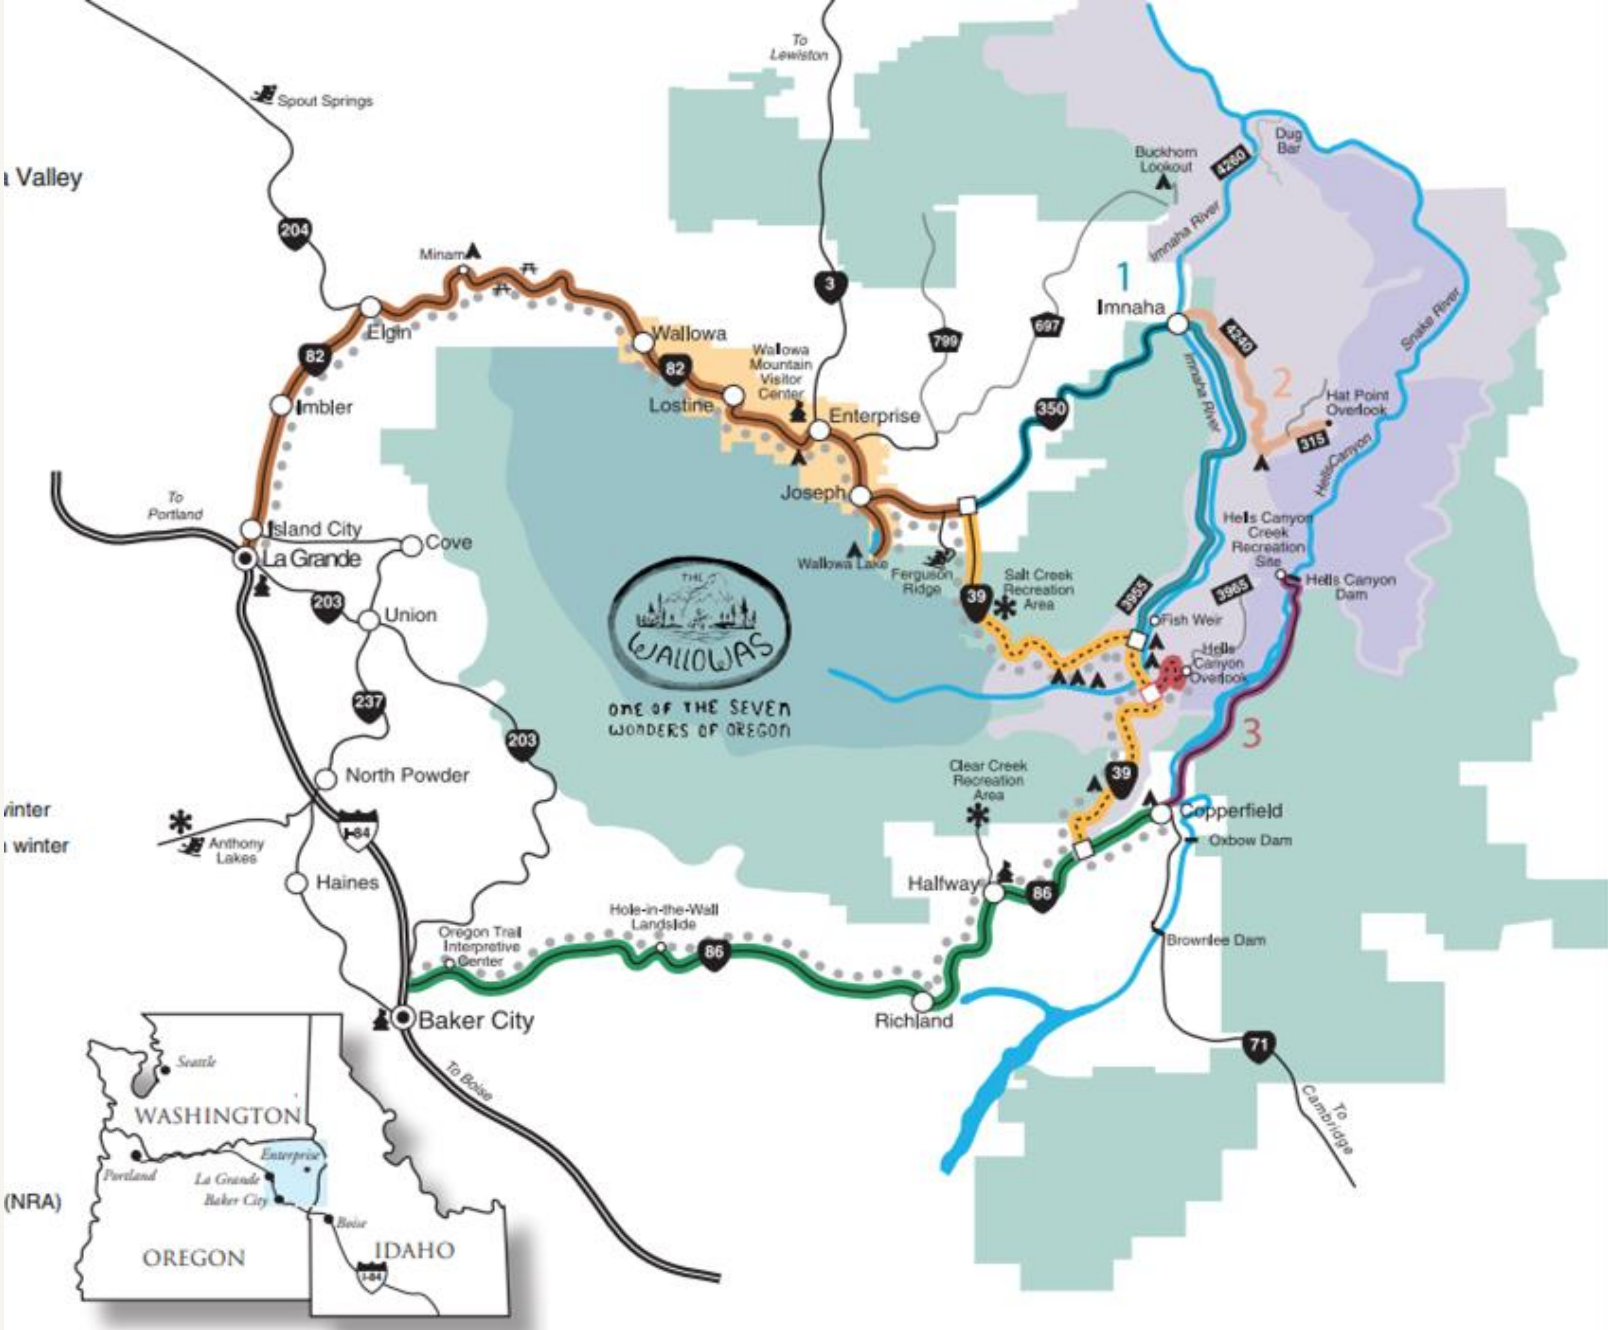 To
Lewiston
Spout Springs
Dug
Bar
Buckhorn
Lookout
4260
a Valley
204
Imnaha River
Minam
3
1
Imnaha
Snake River
Elgin
Wallowa
799
697
4240
82
82
Wallowa
Mountain
Visitor
Center
Imnaha River
2
Hat Point
Overlook
Imbler
Lostine
Enterprise
350
315
HellsCanyon
To
Portland
Joseph
Island City
Hells Canyon
Creek
Recreation
Site
La Grande
Cove
Wallowa Lake
Ferguson
Ridge
Salt Creek
Recreation
Area
39
3955
3965
Hells Canyon
Dam
203
Union
THE
WALLOWAS
ONE OF THE SEVEN
WONDERS OF OREGON
Fish Weir
Hells
Canyon
Overlook
237
203
3
North Powder
Clear Creek
Recreation
Area
39
winter
winter
Copperfield
I-84
Anthony
Lakes
Oxbow Dam
Haines
Halfway
86
Hole-in-the-Wall
Landslide
Oregon Trail
Interpretive
Center
86
Brownlee Dam
Baker City
Richland
71
To Boise
To
Cambridge
Seattle
WASHINGTON
Enterprise
Portland
La Grande
Baker City
(NRA)
Boise
OREGON
IDAHO
I-84